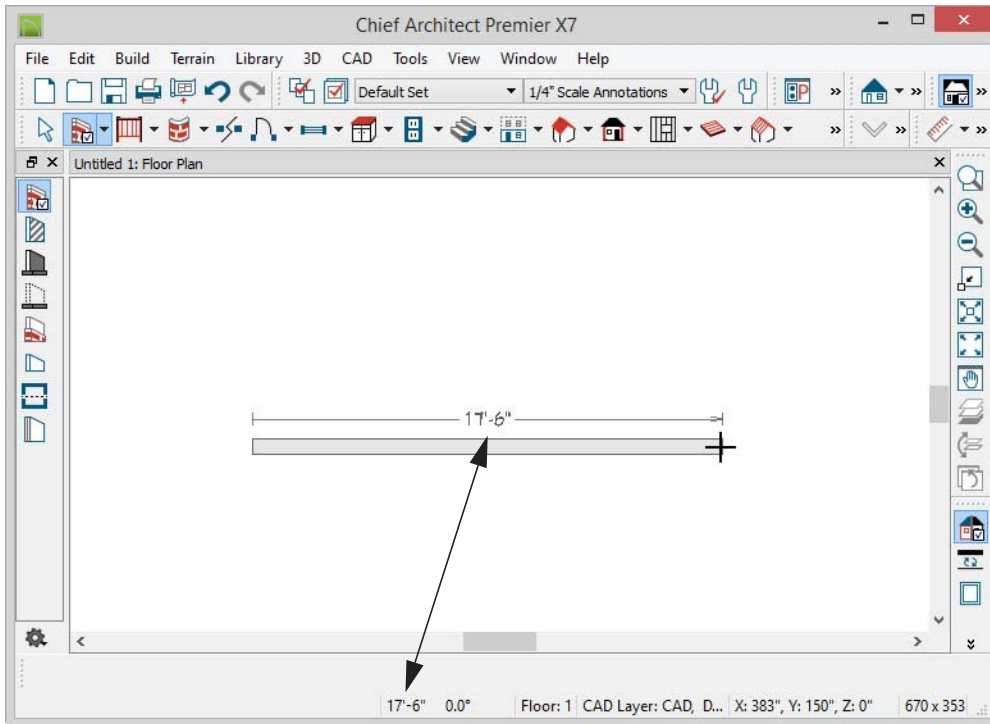 Chief Architect Premier X7
File Edit Build Terrain Library 3D CAD Tools View Window Help
Default Set 1/4" Scale Annotations
Untitled 1: Floor Plan
17'-6"
17'-6" 0.0° Floor: 1 CAD Layer: CAD, D... X: 383", Y: 150", Z: 0" 670 x 353